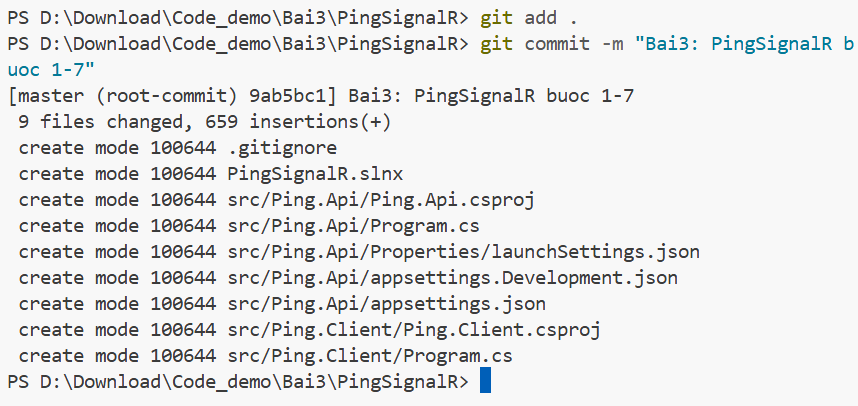 PS D:\Download\Code_demo\Bai3\PingSignalR> git add .
PS D:\Download\Code_demo\Bai3\PingSignalR> git commit -m "Bai3: PingSignalR b
uoc 1-7"
[master (root-commit) 9ab5bc1] Bai3: PingSignalR buoc 1-7
 9 files changed, 659 insertions(+)
 create mode 100644 .gitignore
 create mode 100644 PingSignalR.slnx
 create mode 100644 src/Ping.Api/Ping.Api.csproj
 create mode 100644 src/Ping.Api/Program.cs
 create mode 100644 src/Ping.Api/Properties/launchSettings.json
 create mode 100644 src/Ping.Api/appsettings.Development.json
 create mode 100644 src/Ping.Api/appsettings.json
 create mode 100644 src/Ping.Client/Ping.Client.csproj
 create mode 100644 src/Ping.Client/Program.cs
PS D:\Download\Code_demo\Bai3\PingSignalR>